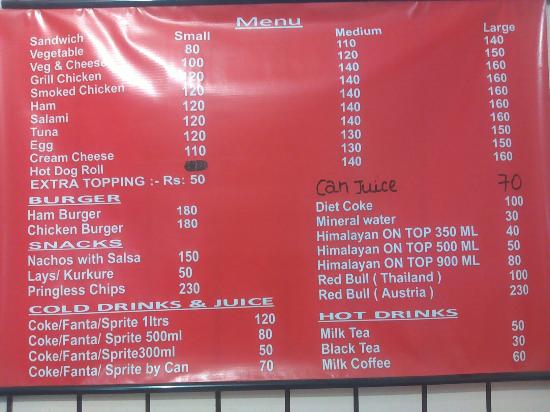 Menu
Sandwich
Vegetable
Veg & Cheese
Grill Chicken
Smoked Chicken
Ham
Salami
Tuna
Egg
Cream Cheese
Hot Dog Roll
EXTRA TOPPING :- Rs: 50
Small
80
100
120
120
120
120
120
120
110
Medium
110
120
140
140
140
140
140
130
130
140
Large
140
150
160
160
160
160
160
150
150
160
BURGER
Ham Burger 180
Chicken Burger 180
SNACKS
Nachos with Salsa 150
Lays/ Kurkure 50
Pringless Chips 230
COLD DRINKS & JUICE
Coke/Fanta/Sprite 1ltrs 120
Coke/Fanta/ Sprite 500ml 80
Coke/Fanta/Sprite300ml 50
Coke/Fanta/ Sprite by Can 70
Can Juice 70
Diet Coke 100
Mineral water 30
Himalayan ON TOP 350 ML 40
Himalayan ON TOP 500 ML 50
Himalayan ON TOP 900 ML 80
Red Bull ( Thailand ) 100
Red Bull ( Austria ) 230
HOT DRINKS
Milk Tea 50
Black Tea 30
Milk Coffee 60